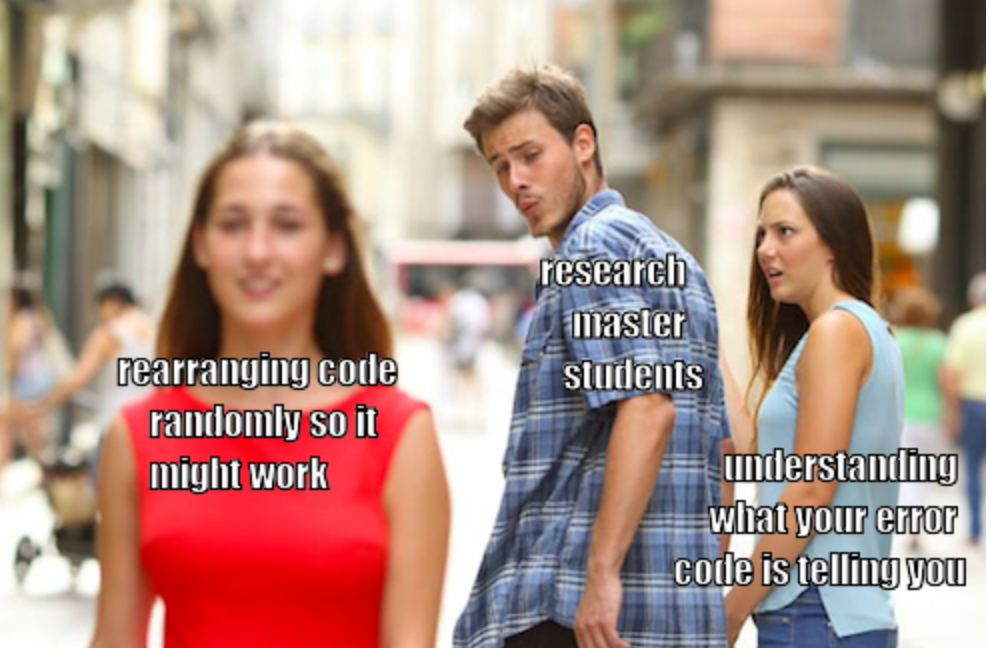 rearranging code
randomly so it
might work
research
master
students
understanding
what your error
code is telling you